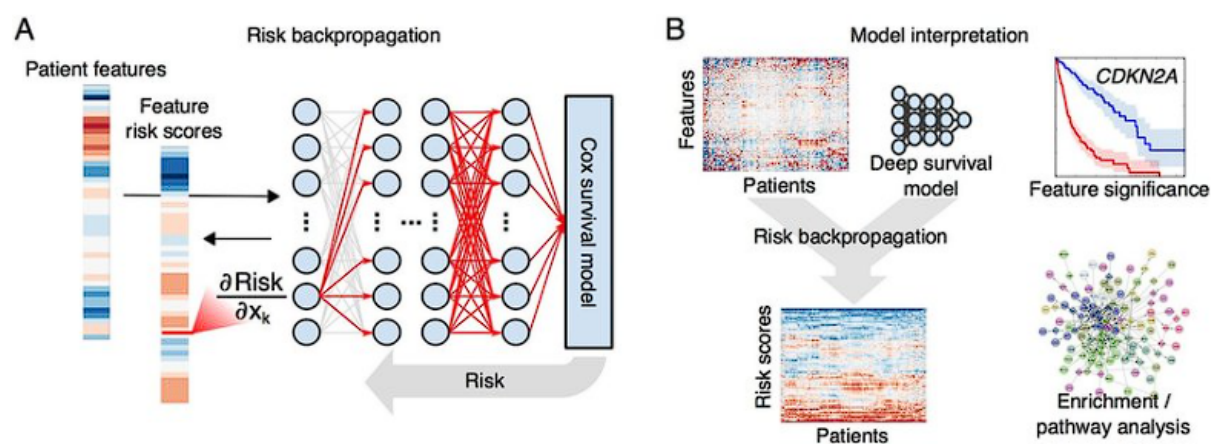 A
Risk backpropagation
Patient features
Feature
risk scores
∂Risk
∂xₖ
Cox survival model
Risk
B
Model interpretation
Features
Patients
Deep survival
model
CDKN2A
Feature significance
Risk backpropagation
Risk scores
Patients
Enrichment /
pathway analysis